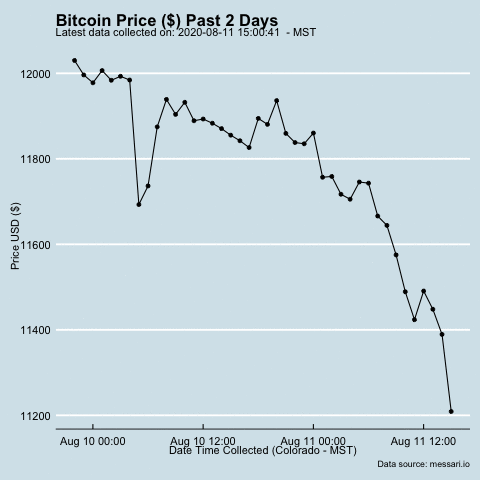 Bitcoin Price ($) Past 2 Days
Latest data collected on: 2020-08-11 15:00:41  - MST
12000
11800
11600
11400
11200
Price USD ($)
Aug 10 00:00 Aug 10 12:00 Aug 11 00:00 Aug 11 12:00
Date Time Collected (Colorado - MST)
Data source: messari.io